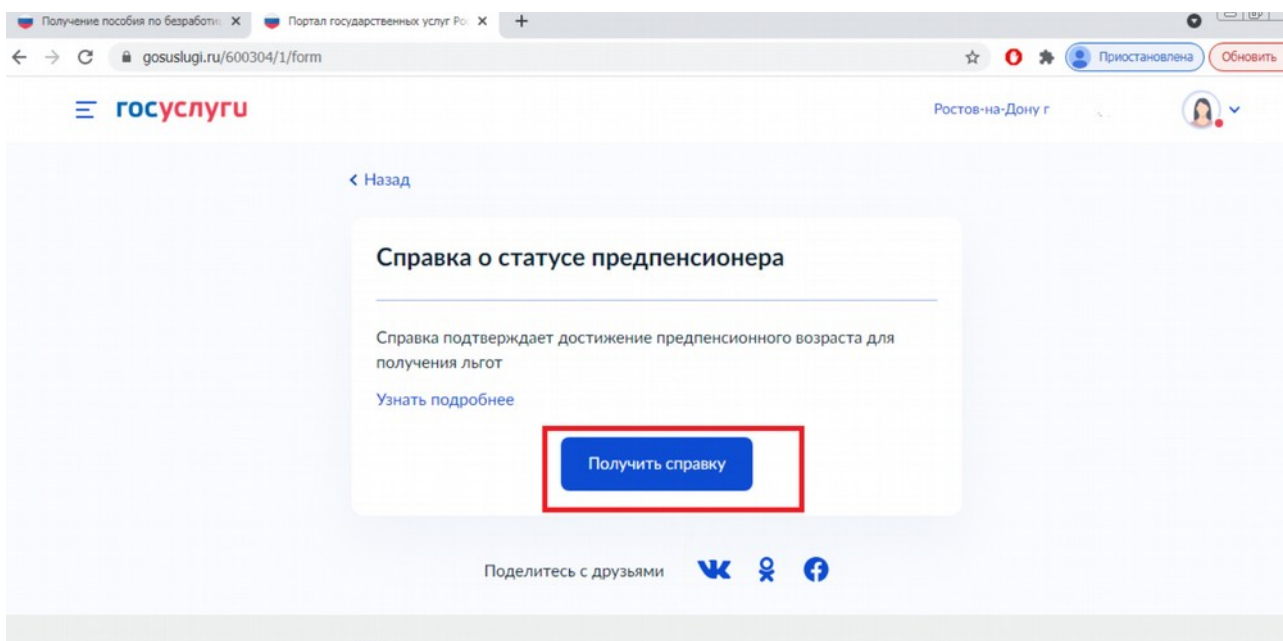 Получение пособия по безработи
Портал государственных услуг Ро
gosuslugi.ru/600304/1/form
Приостановлена
Обновить
госуслуги
Ростов-на-Дону г
Назад
Справка о статусе предпенсионера
Справка подтверждает достижение предпенсионного возраста для
получения льгот
Узнать подробнее
Получить справку
Поделитесь с друзьями